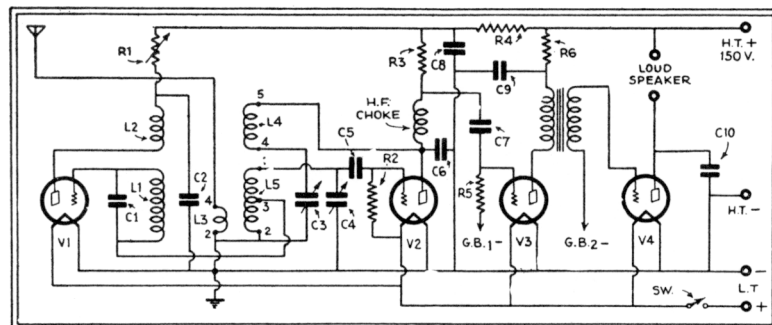 R1
R3
C8
R4
R6
H.T. +
150 V.
LOUD
SPEAKER
C9
H.F.
CHOKE
L2
5
L4
4
C5
R2
C6
C7
C10
C1
L1
C2
4
L3
2
L5
3
2
C3
C4
R5
H.T. –
V1
V2
G.B.1 –
V3
G.B.2 –
V4
–
L.T
SW.
+